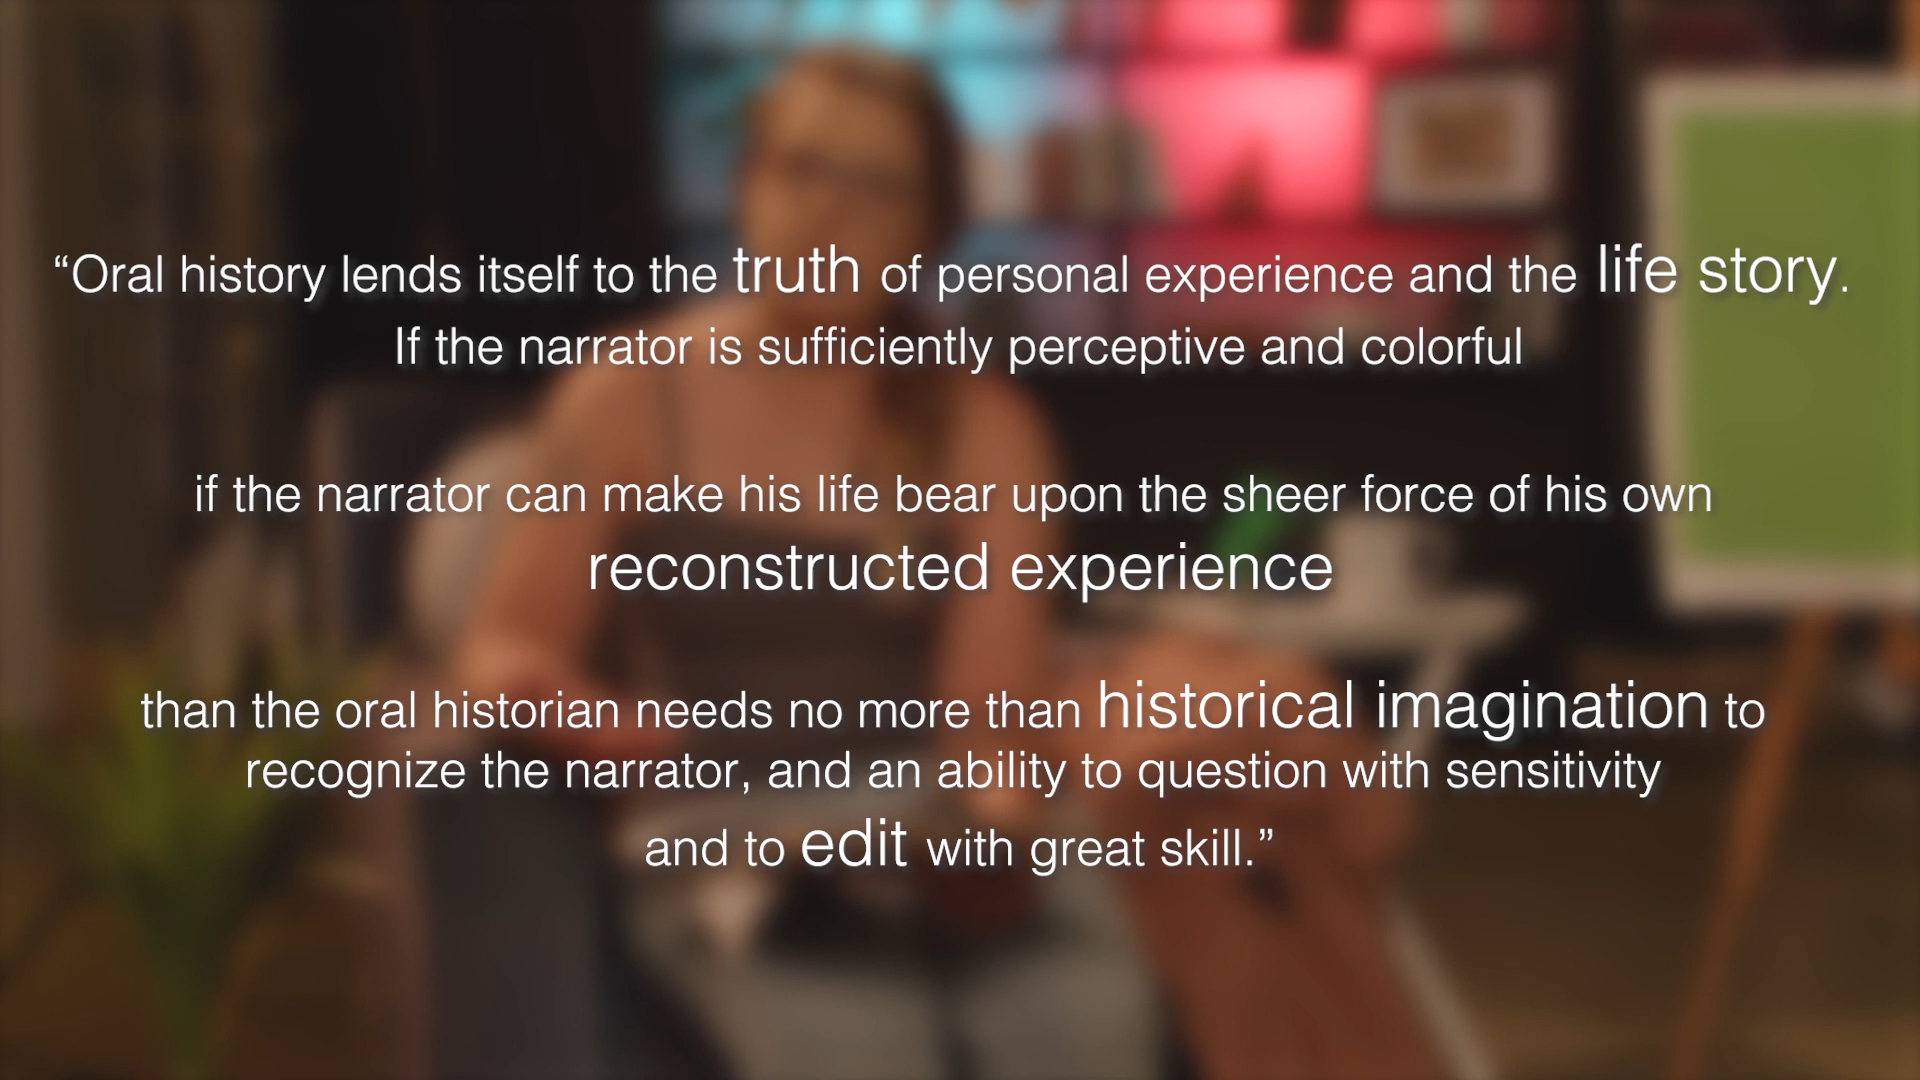 “Oral history lends itself to the truth of personal experience and the life story.
If the narrator is sufficiently perceptive and colorful
if the narrator can make his life bear upon the sheer force of his own
reconstructed experience
than the oral historian needs no more than historical imagination to
recognize the narrator, and an ability to question with sensitivity
and to edit with great skill.”